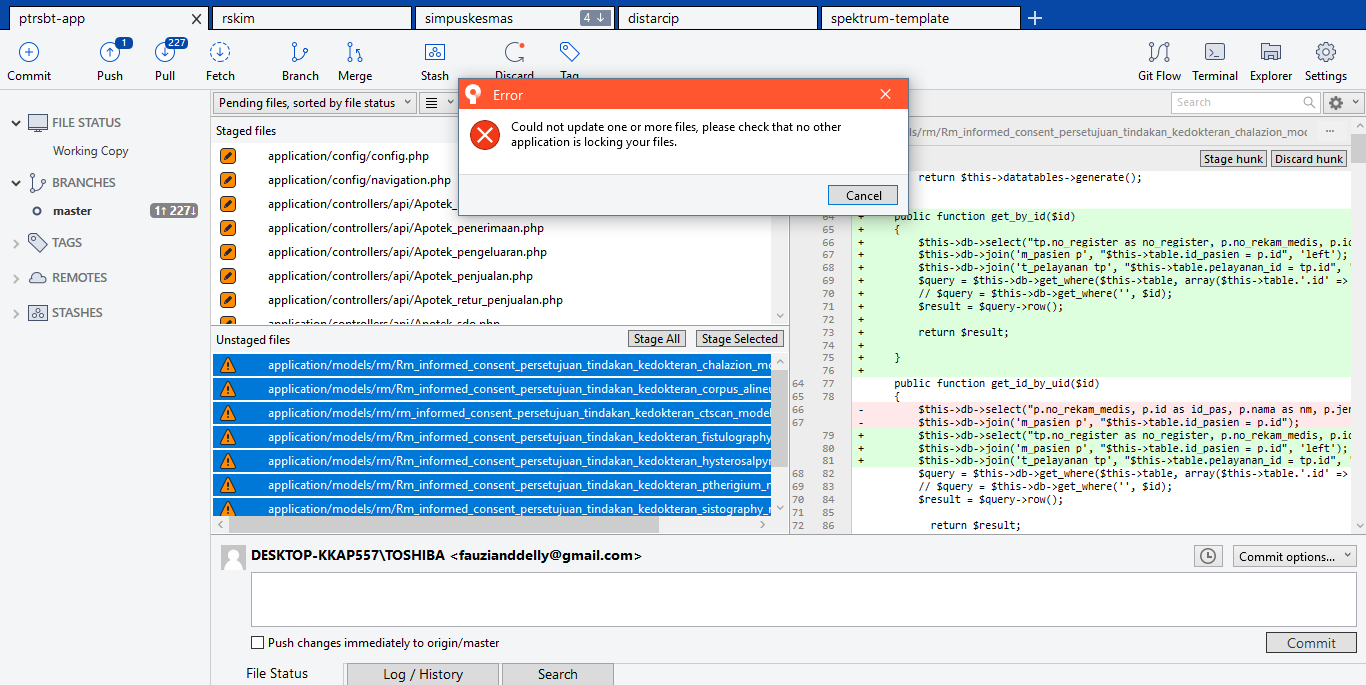 ptrsbt-app
rskim
simpuskesmas 4
distarcip
spektrum-template
Commit
1
Push
227
Pull
Fetch
Branch
Merge
Stash
Discard
Tag
Git Flow
Terminal
Explorer
Settings
FILE STATUS
Working Copy
BRANCHES
master 1↑ 227↓
TAGS
REMOTES
STASHES
Pending files, sorted by file status
Search
Error
Could not update one or more files, please check that no other
application is locking your files.
Cancel
Staged files
application/config/config.php
application/config/navigation.php
application/controllers/api/Apotek_
application/controllers/api/Apotek_penerimaan.php
application/controllers/api/Apotek_pengeluaran.php
application/controllers/api/Apotek_penjualan.php
application/controllers/api/Apotek_retur_penjualan.php
Unstaged files
Stage All
Stage Selected
application/models/rm/Rm_informed_consent_persetujuan_tindakan_kedokteran_chalazion_mo
application/models/rm/Rm_informed_consent_persetujuan_tindakan_kedokteran_corpus_alineu
application/models/rm/rm_informed_consent_persetujuan_tindakan_kedokteran_ctscan_model
application/models/rm/Rm_informed_consent_persetujuan_tindakan_kedokteran_fistulography
application/models/rm/Rm_informed_consent_persetujuan_tindakan_kedokteran_hysterosalpyn
application/models/rm/Rm_informed_consent_persetujuan_tindakan_kedokteran_ptherigium_m
application/models/rm/Rm_informed_consent_persetujuan_tindakan_kedokteran_sistography_m
ls/rm/Rm_informed_consent_persetujuan_tindakan_kedokteran_chalazion_mod ...
Stage hunk
Discard hunk
return $this->datatables->generate();
64 + public function get_by_id($id)
65 + {
66 + $this->db->select("tp.no_register as no_register, p.no_rekam_medis, p.id
67 + $this->db->join('m_pasien p', "$this->table.id_pasien = p.id", 'left');
68 + $this->db->join('t_pelayanan tp', "$this->table.pelayanan_id = tp.id", '
69 + $query = $this->db->get_where($this->table, array($this->table.'.id' =>
70 + // $query = $this->db->get_where('', $id);
71 + $result = $query->row();
72 +
73 + return $result;
74 +
75 + }
76 +
64 77 public function get_id_by_uid($id)
65 78 {
66 - $this->db->select("p.no_rekam_medis, p.id as id_pas, p.nama as nm, p.jen
67 - $this->db->join('m_pasien p', "$this->table.id_pasien = p.id");
79 + $this->db->select("tp.no_register as no_register, p.no_rekam_medis, p.id
80 + $this->db->join('m_pasien p', "$this->table.id_pasien = p.id", 'left');
81 + $this->db->join('t_pelayanan tp', "$this->table.pelayanan_id = tp.id", '
68 82 $query = $this->db->get_where($this->table, array($this->table.'.id' =>
69 83 // $query = $this->db->get_where('', $id);
70 84 $result = $query->row();
71 85
72 86 return $result;
DESKTOP-KKAP557\TOSHIBA <fauzianddelly@gmail.com>
Commit options...
Push changes immediately to origin/master
Commit
File Status
Log / History
Search